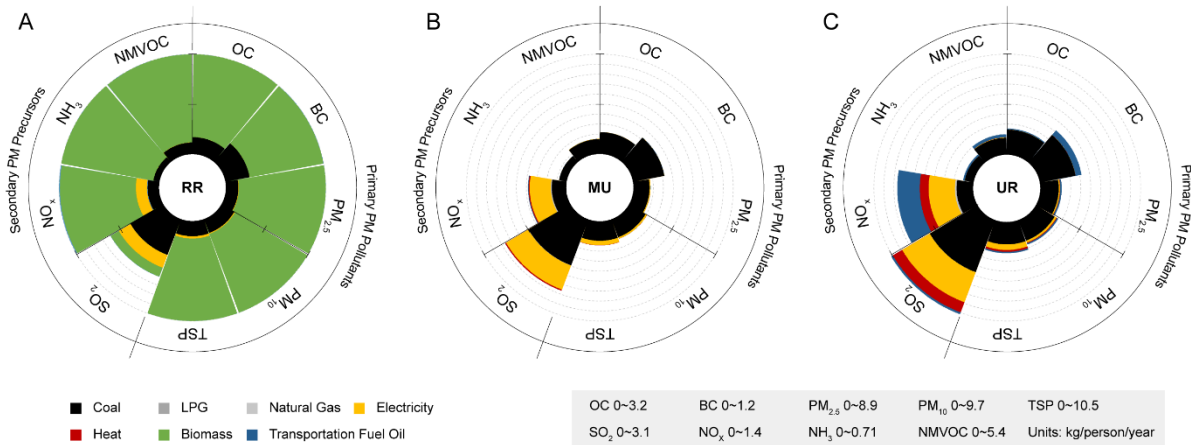 A
B
C
NMVOC
OC
BC
PM2.5
PM10
TSP
SO2
NOX
NH3
Secondary PM Precursors
Primary PM Pollutants
RR
NMVOC
OC
BC
PM2.5
PM10
TSP
SO2
NOX
NH3
Secondary PM Precursors
Primary PM Pollutants
MU
NMVOC
OC
BC
PM2.5
PM10
TSP
SO2
NOX
NH3
Secondary PM Precursors
Primary PM Pollutants
UR
Coal
LPG
Natural Gas
Electricity
Heat
Biomass
Transportation Fuel Oil
OC 0~3.2 BC 0~1.2 PM2.5 0~8.9 PM10 0~9.7 TSP 0~10.5
SO2 0~3.1 NOX 0~1.4 NH3 0~0.71 NMVOC 0~5.4 Units: kg/person/year